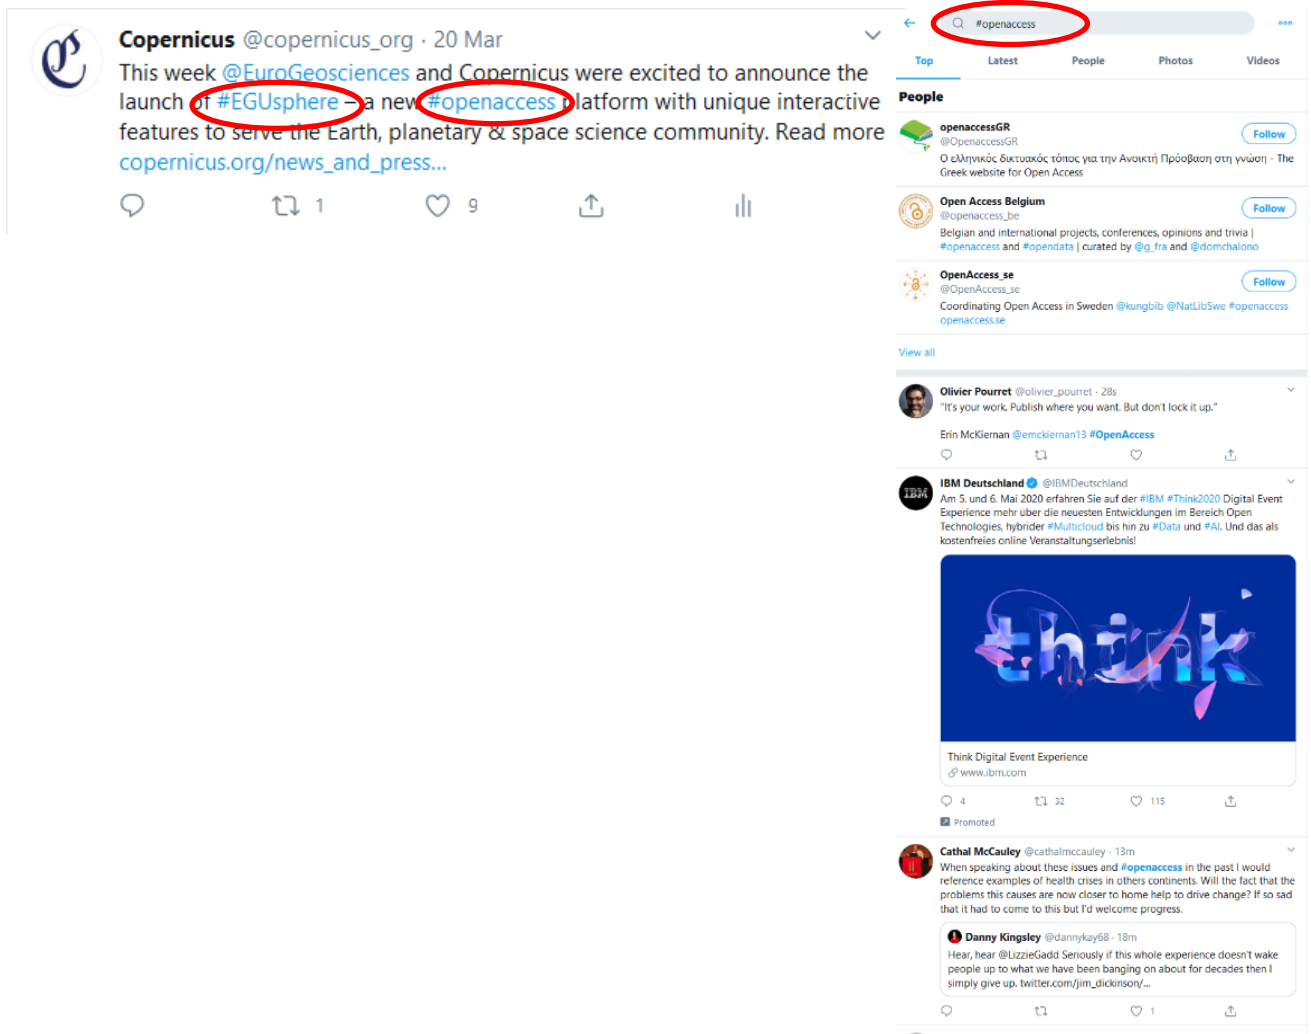 Copernicus @copernicus_org · 20 Mar
This week @EuroGeosciences and Copernicus were excited to announce the
launch of #EGUsphere – a new #openaccess platform with unique interactive
features to serve the Earth, planetary & space science community. Read more
copernicus.org/news_and_press...
1 9
#openaccess
Top Latest People Photos Videos
People
openaccessGR
@OpenaccessGR
Follow
Ο ελληνικός δικτυακός τόπος για την Ανοικτή Πρόσβαση στη γνώση - The
Greek website for Open Access
Open Access Belgium
@openaccess_be
Follow
Belgian and international projects, conferences, opinions and trivia |
#openaccess and #opendata | curated by @g_fra and @domchalono
OpenAccess_se
@OpenAccess_se
Follow
Coordinating Open Access in Sweden @kungbib @NatLibSwe #openaccess
openaccess.se
View all
Olivier Pourret @olivier_pourret · 28s
"It's your work. Publish where you want. But don't lock it up."
Erin McKiernan @emckiernan13 #OpenAccess
IBM
IBM Deutschland @IBMDeutschland
Am 5. und 6. Mai 2020 erfahren Sie auf der #IBM #Think2020 Digital Event
Experience mehr über die neuesten Entwicklungen im Bereich Open
Technologies, hybrider #Multicloud bis hin zu #Data und #AI. Und das als
kostenfreies online Veranstaltungserlebnis!
think
Think Digital Event Experience
www.ibm.com
4 32 115
Promoted
Cathal McCauley @cathalmccauley · 13m
When speaking about these issues and #openaccess in the past I would
reference examples of health crises in others continents. Will the fact that the
problems this causes are now closer to home help to drive change? If so sad
that it had to come to this but I'd welcome progress.
Danny Kingsley @dannykay68 · 18m
Hear, hear @LizzieGadd Seriously if this whole experience doesn't wake
people up to what we have been banging on about for decades then I
simply give up. twitter.com/jim_dickinson/...
1